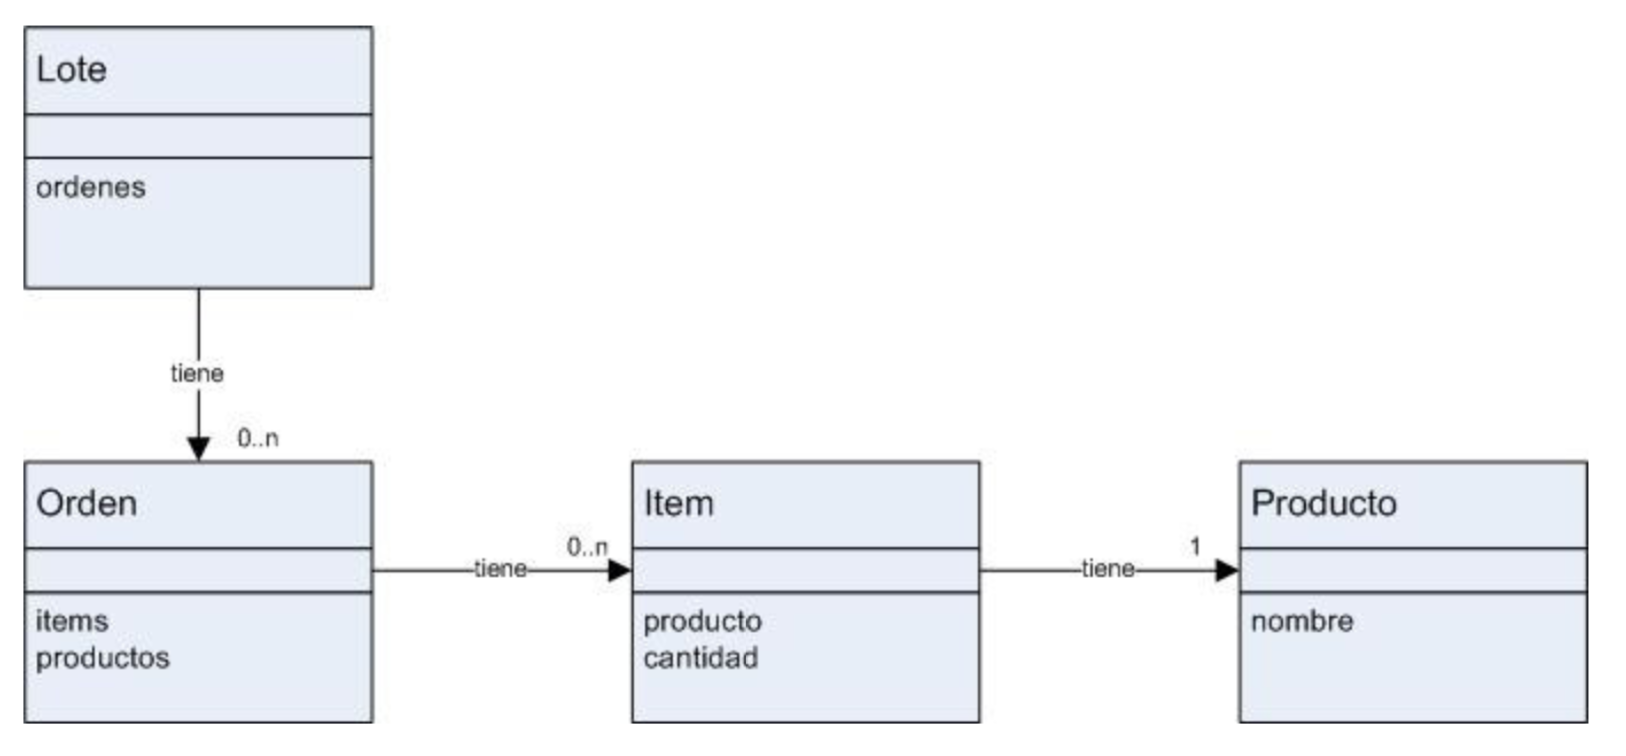 Lote
ordenes
tiene
0..n
Orden
items
productos
tiene
0..n
Item
producto
cantidad
tiene
1
Producto
nombre